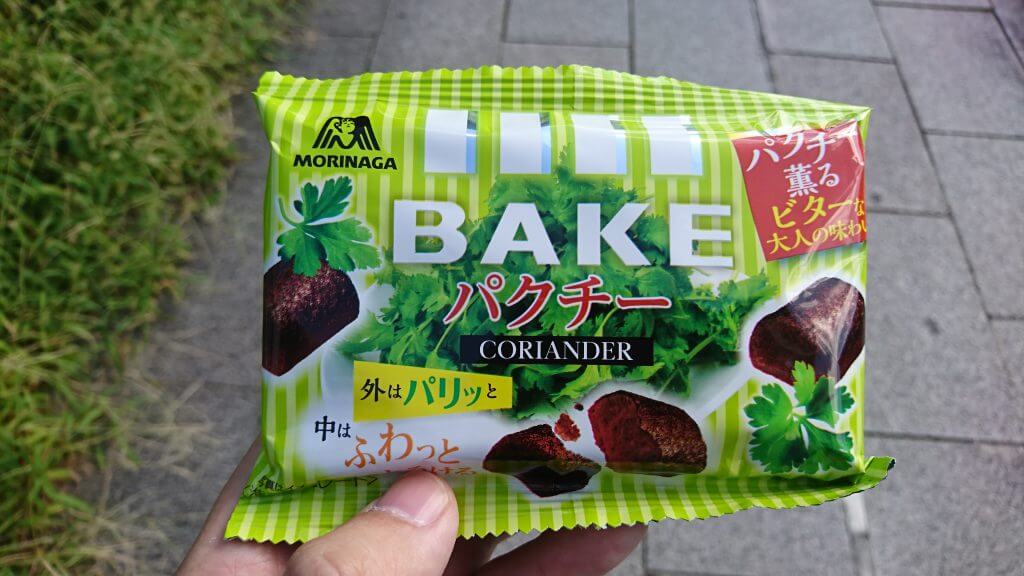 MORINAGA
BAKE
パクチー
CORIANDER
パクチー
薫る
ビターな
大人の味わい
外はパリッと
中は
ふわっと